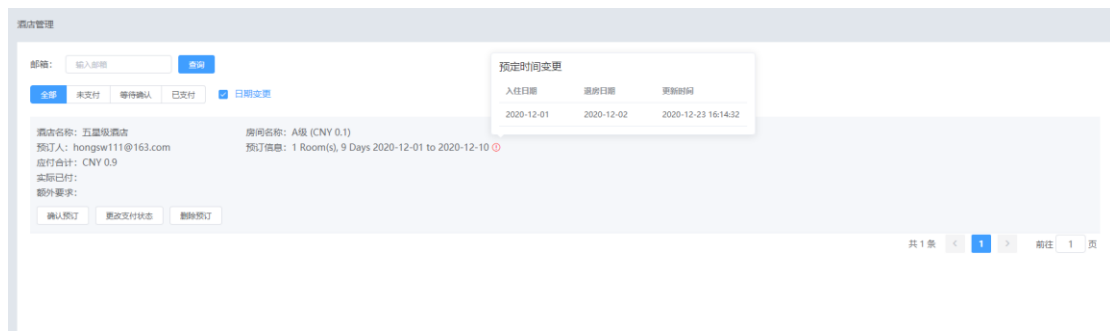 酒店管理
邮箱： 输入邮箱 查询
全部 未支付 等待确认 已支付 日期变更
预定时间变更
入住日期 退房日期 更新时间
2020-12-01 2020-12-02 2020-12-23 16:14:32
酒店名称：五星级酒店 房间名称：A级 (CNY 0.1)
预订人：hongsw111@163.com 预订信息：1 Room(s), 9 Days 2020-12-01 to 2020-12-10
应付合计：CNY 0.9
实际已付：
额外要求：
确认预订 更改支付状态 删除预订
共 1 条 < 1 > 前往 1 页